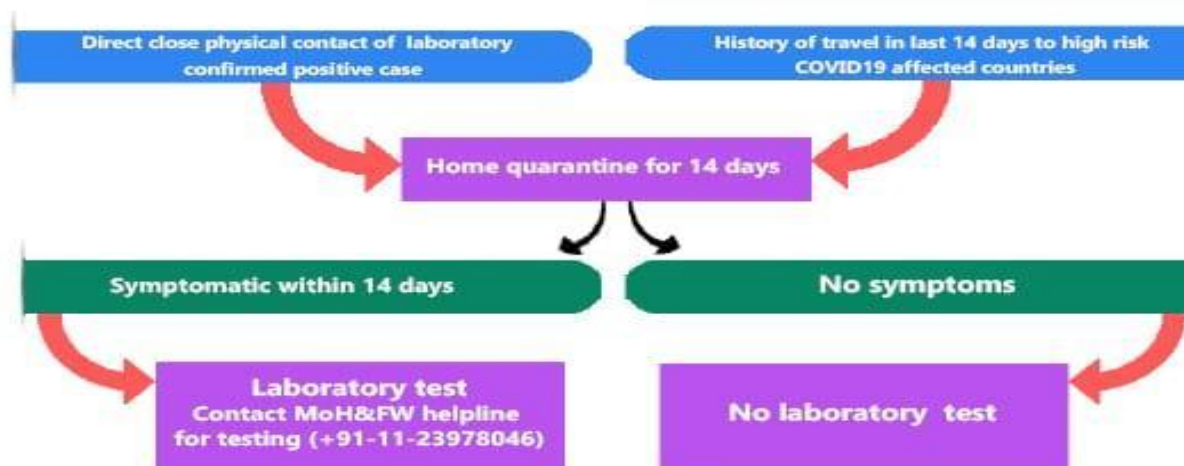 Direct close physical contact of laboratory
confirmed positive case
History of travel in last 14 days to high risk
COVID19 affected countries
Home quarantine for 14 days
Symptomatic within 14 days
No symptoms
Laboratory test
Contact MoH&FW helpline
for testing (+91-11-23978046)
No laboratory test